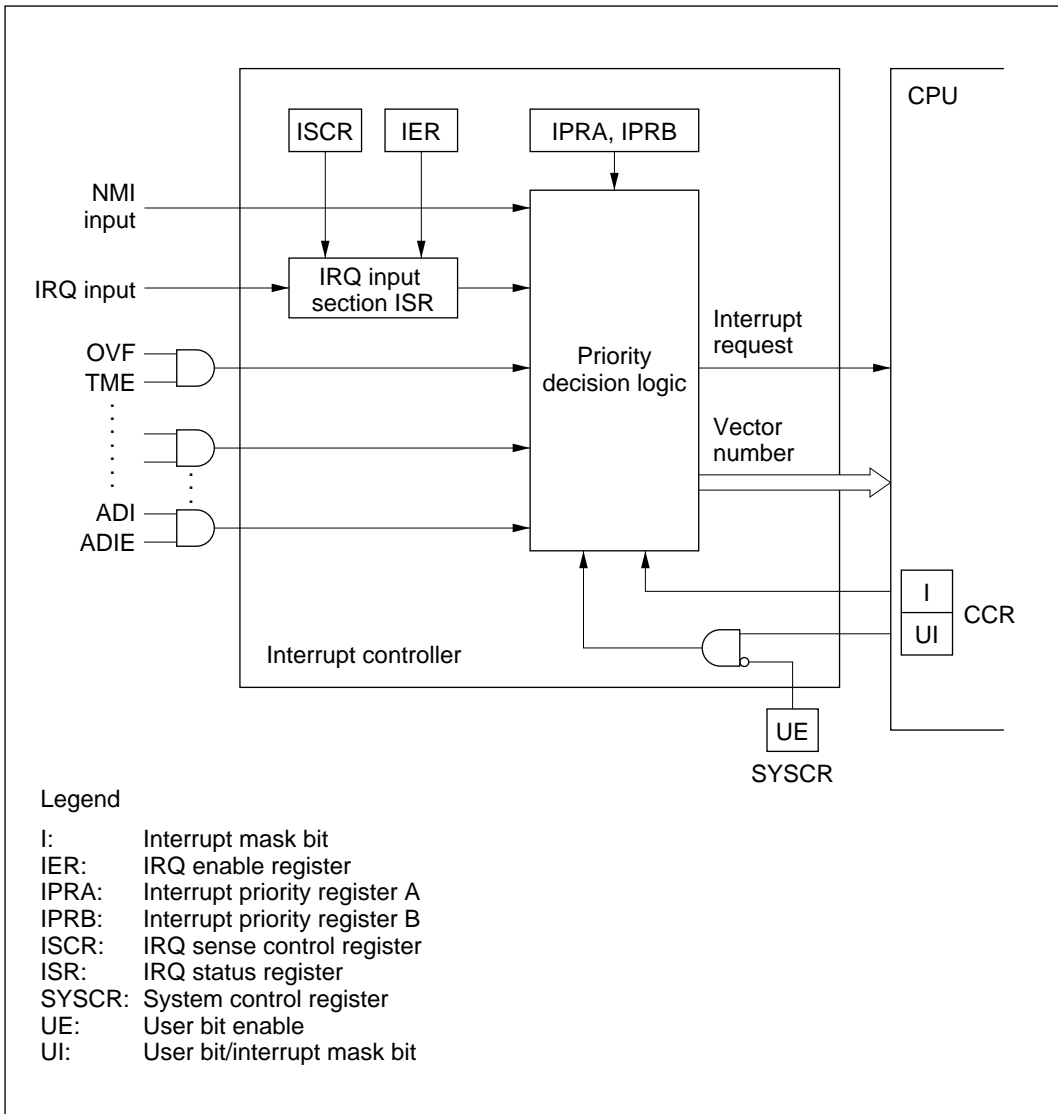 CPU
ISCR
IER
IPRA, IPRB
NMI
input
IRQ input
IRQ input
section ISR
OVF
TME
ADI
ADIE
Priority
decision logic
Interrupt
request
Vector
number
I
UI
CCR
Interrupt controller
UE
SYSCR
Legend
I: Interrupt mask bit
IER: IRQ enable register
IPRA: Interrupt priority register A
IPRB: Interrupt priority register B
ISCR: IRQ sense control register
ISR: IRQ status register
SYSCR: System control register
UE: User bit enable
UI: User bit/interrupt mask bit